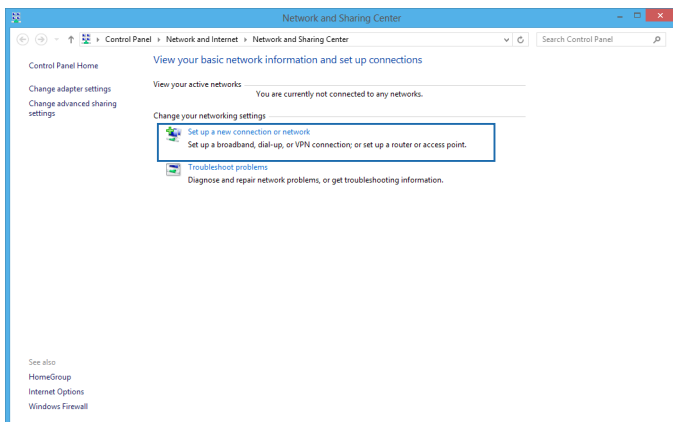 Network and Sharing Center
Control Panel Network and Internet Network and Sharing Center
Search Control Panel
Control Panel Home
Change adapter settings
Change advanced sharing
settings
View your basic network information and set up connections
View your active networks
You are currently not connected to any networks.
Change your networking settings
Set up a new connection or network
Set up a broadband, dial-up, or VPN connection; or set up a router or access point.
Troubleshoot problems
Diagnose and repair network problems, or get troubleshooting information.
See also
HomeGroup
Internet Options
Windows Firewall